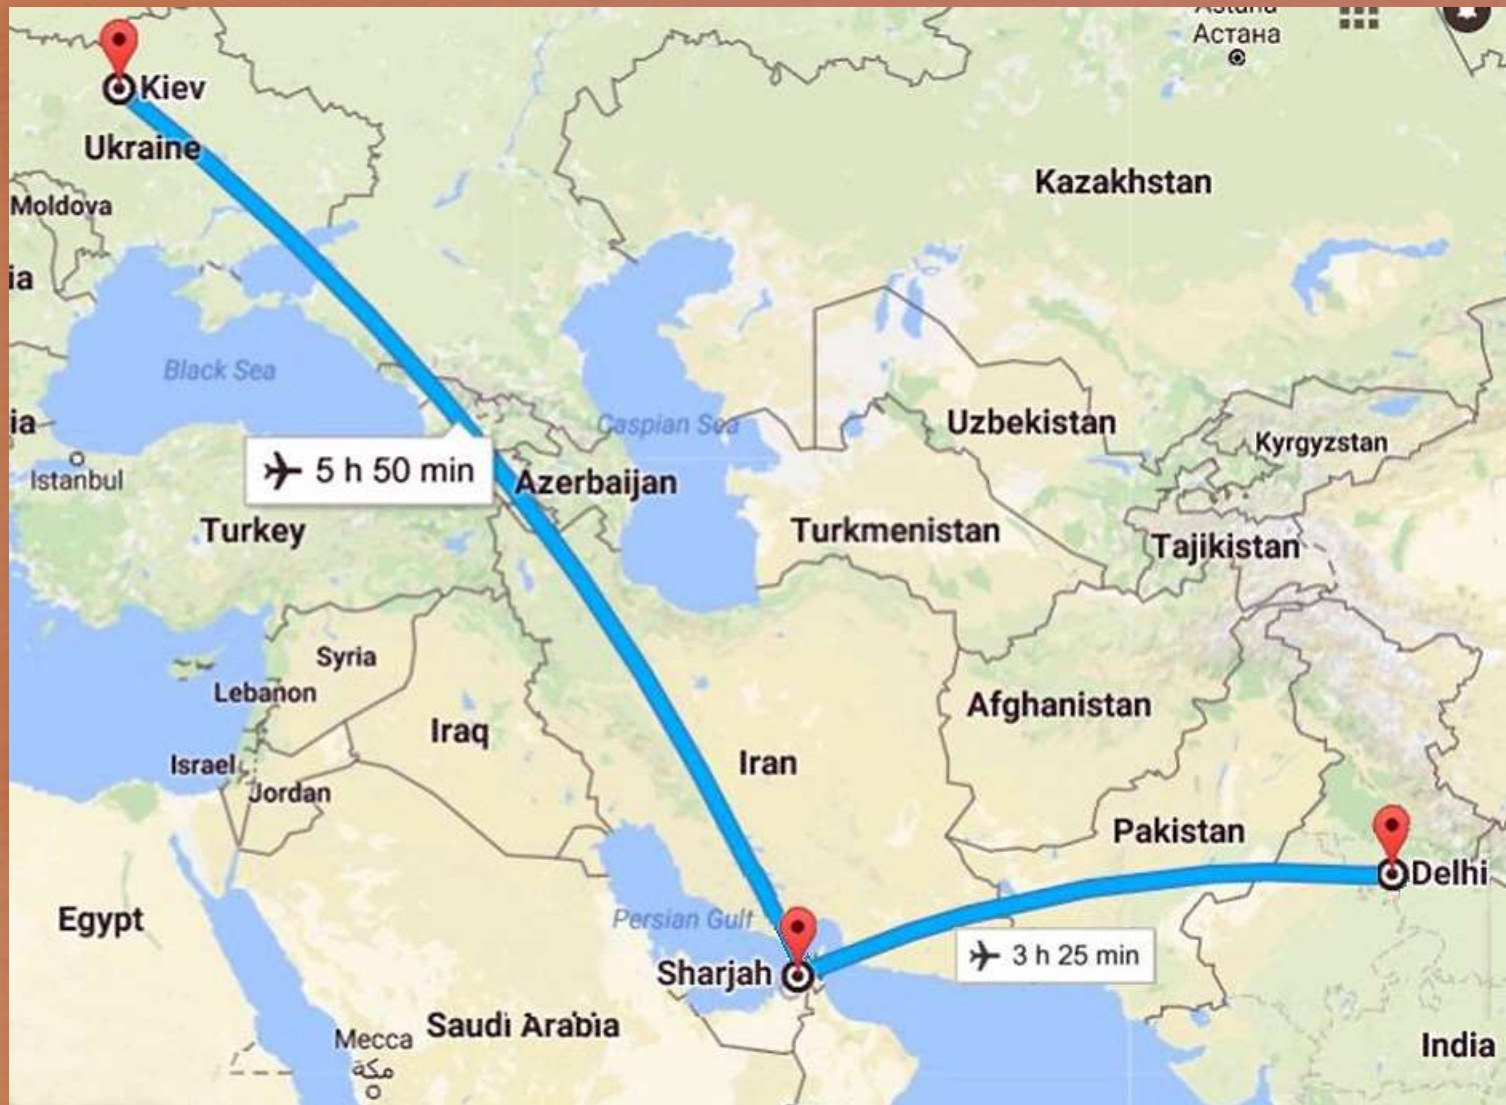 Astana
Астана
Kiev
Ukraine
Kazakhstan
Moldova
ia
Black Sea
ia
Caspian Sea
Uzbekistan
Kyrgyzstan
Istanbul
5 h 50 min
Azerbaijan
Turkey
Turkmenistan
Tajikistan
Syria
Lebanon
Afghanistan
Iraq
Israel
Iran
Jordan
Pakistan
Delhi
Egypt
Persian Gulf
3 h 25 min
Sharjah
Saudi Arabia
Mecca
مكة
India